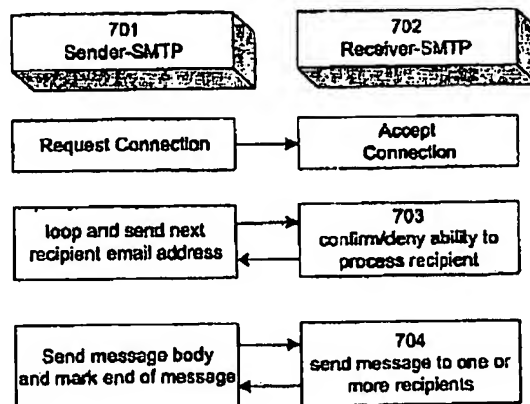 701
Sender-SMTP
702
Receiver-SMTP
Request Connection
Accept
Connection
loop and send next
recipient email address
703
confirm/deny ability to
process recipient
Send message body
and mark end of message
704
send message to one or
more recipients